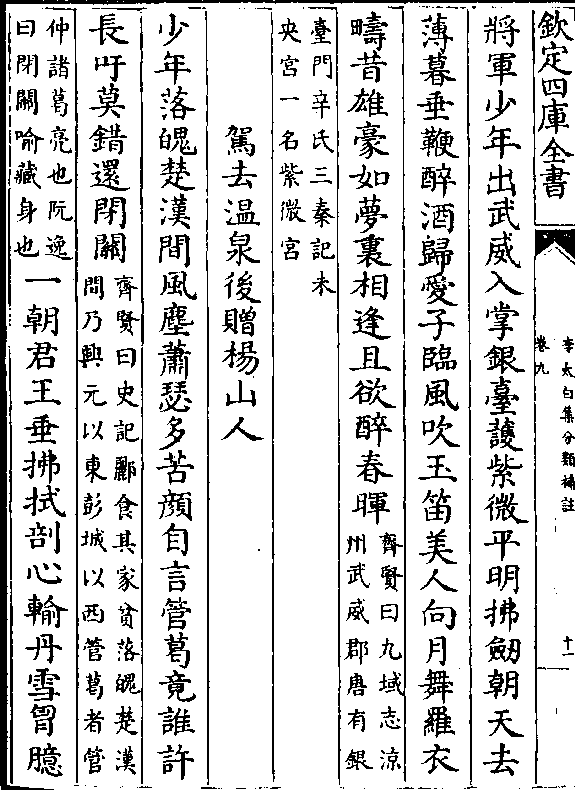 欽定四庫全書
李太白集分類補註
卷九
十一
將軍少年出武威入掌銀臺䕶紫微平明拂劒朝天去
薄暮垂鞭醉酒歸愛子臨風吹玉笛美人向月舞羅衣
疇昔雄豪如夢裏相逢且欲醉春暉齊賢曰九域志涼
州武威郡唐有銀
臺門辛氏三秦記未
央宫一名紫微宫
駕去温泉後贈楊山人
少年落魄楚漢間風塵蕭瑟多苦顔自言管葛竟誰許
長吁莫錯還閉關齊賢曰史記酈食其家貧落魄楚漢
間乃興元以東彭城以西管葛者管
仲諸葛亮也阮逸
曰閉關喻藏身也一朝君王垂拂拭剖心輸丹雪胷臆